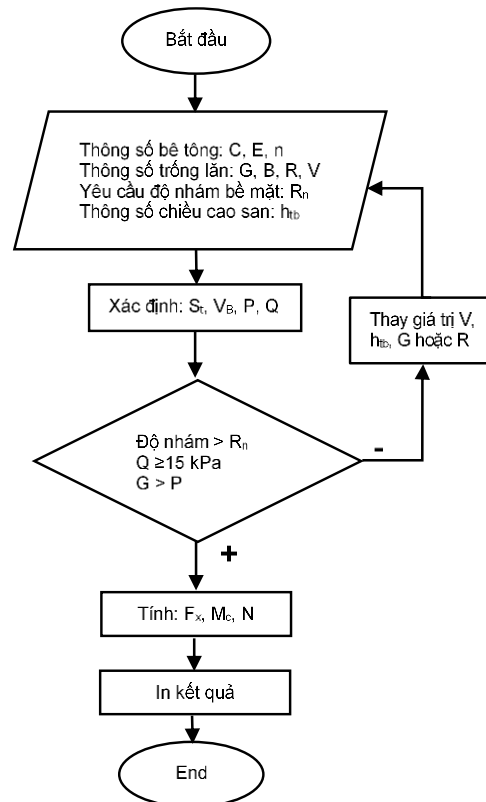 Bắt đầu
Thông số bê tông: C, E, n
Thông số trống lăn: G, B, R, V
Yêu cầu độ nhám bề mặt: Rn
Thông số chiều cao san: htb
Xác định: St, VB, P, Q
Thay giá trị V,
htb, G hoặc R
Độ nhám > Rn
Q ≥15 kPa
G > P
-
+
Tính: Fx, Mc, N
In kết quả
End